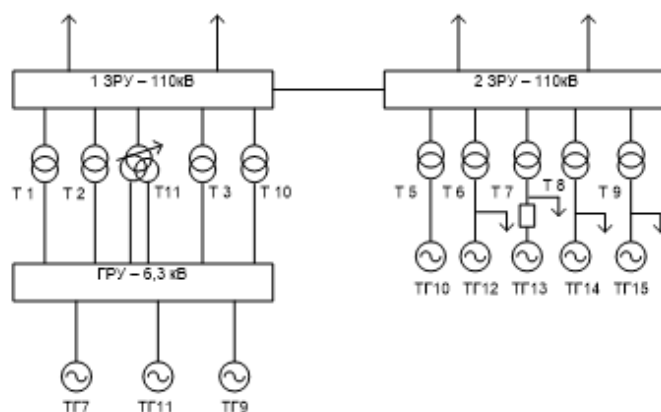 1 ЗРУ – 110кВ
2 ЗРУ – 110кВ
Т 1
Т 2
Т11
Т 3
Т 10
Т 5
Т 6
Т 7
Т 8
Т 9
ГРУ – 6,3 кВ
ТГ10
ТГ12
ТГ13
ТГ14
ТГ15
ТГ7
ТГ11
ТГ9